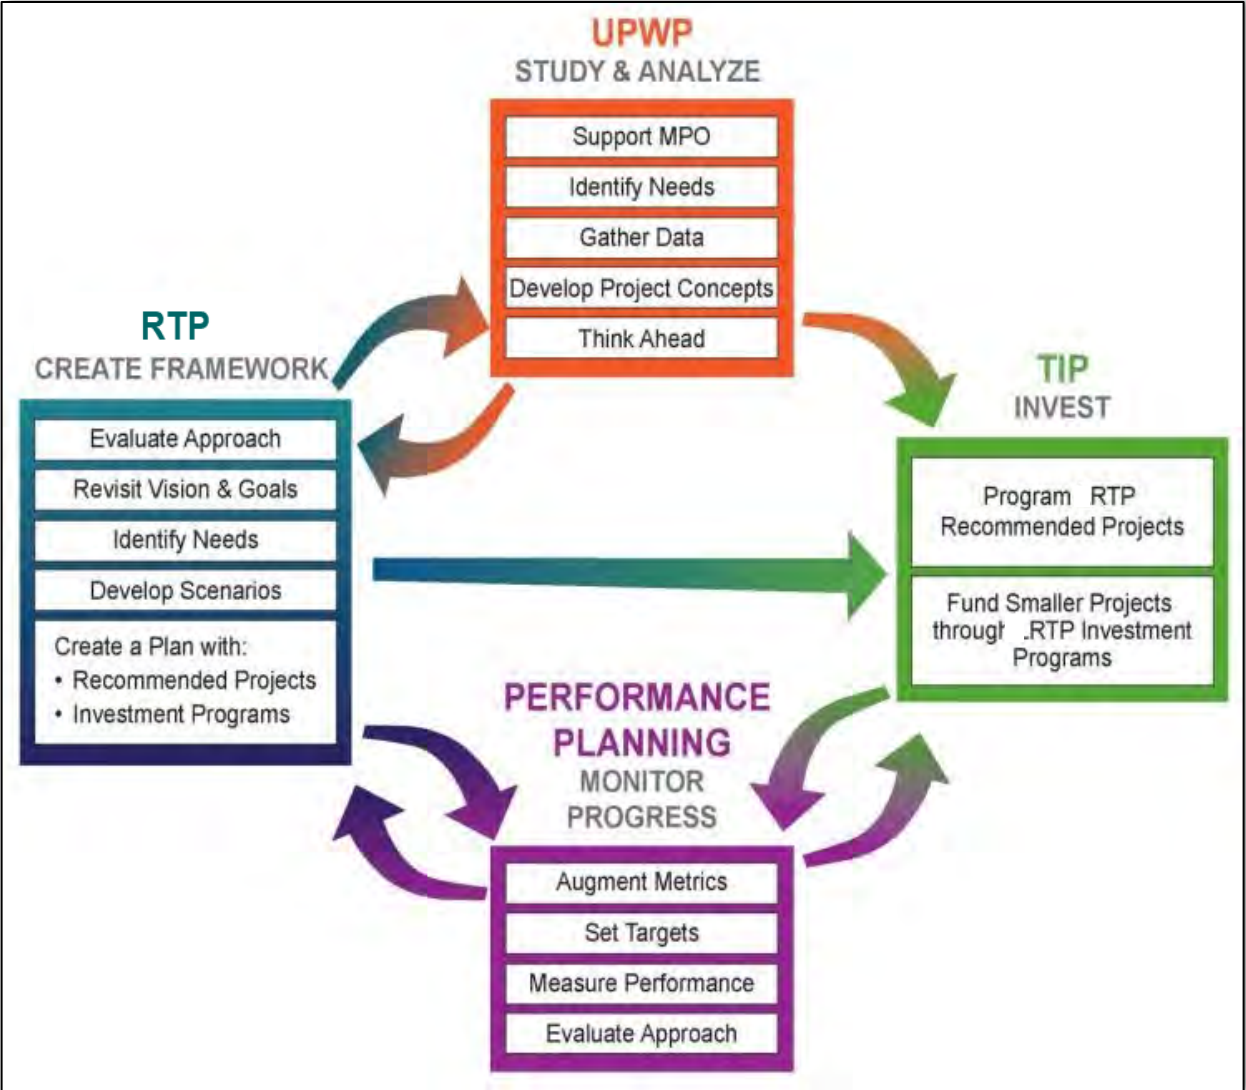 UPWP
STUDY & ANALYZE
Support MPO
Identify Needs
Gather Data
Develop Project Concepts
Think Ahead
RTP
CREATE FRAMEWORK
Evaluate Approach
Revisit Vision & Goals
Identify Needs
Develop Scenarios
Create a Plan with:
• Recommended Projects
• Investment Programs
TIP
INVEST
Program RTP
Recommended Projects
Fund Smaller Projects
through RTP Investment
Programs
PERFORMANCE
PLANNING
MONITOR
PROGRESS
Augment Metrics
Set Targets
Measure Performance
Evaluate Approach